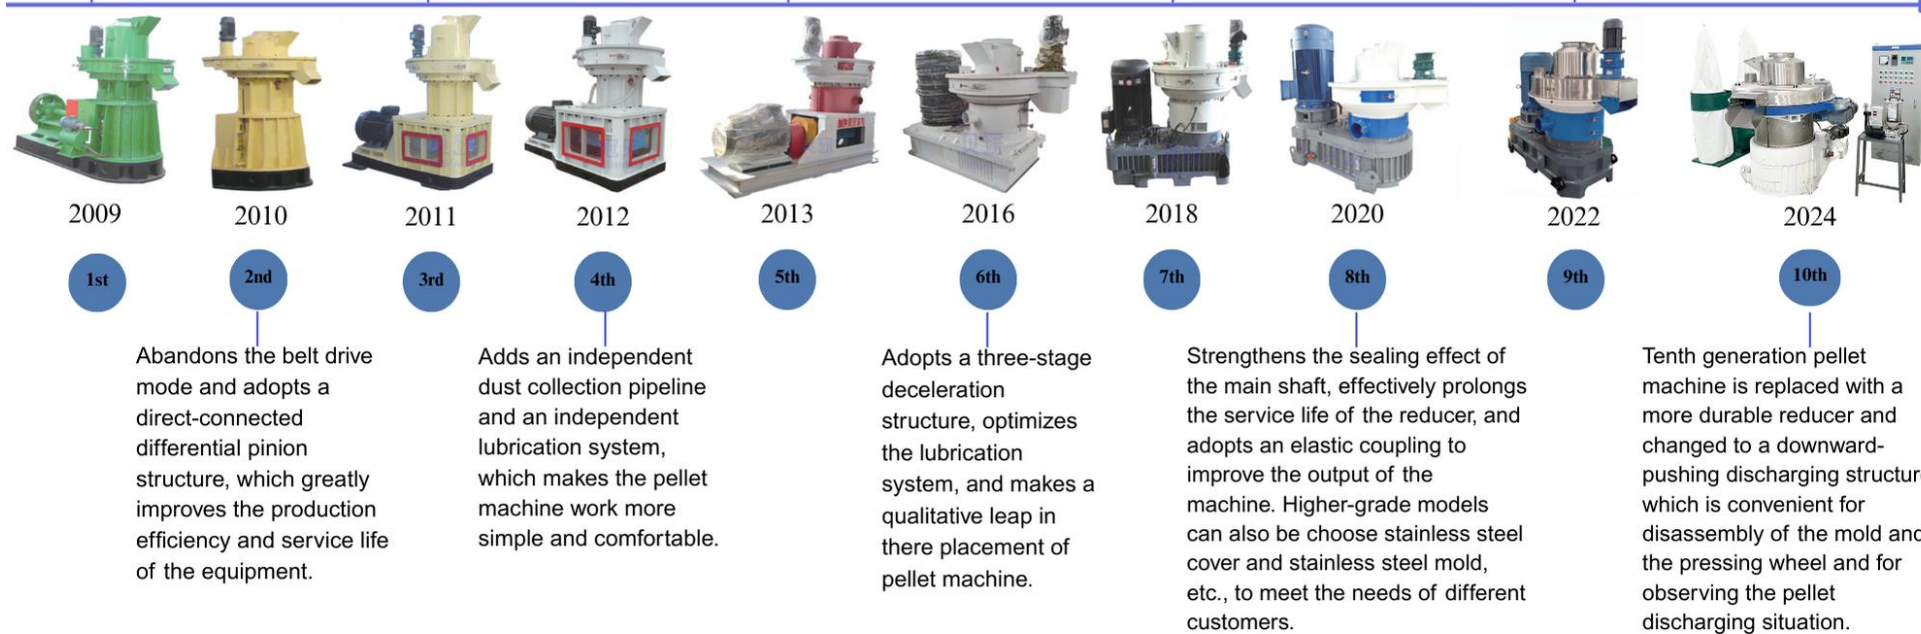 2009
2010
2011
2012
2013
2016
2018
2020
2022
2024
1st
2nd
3rd
4th
5th
6th
7th
8th
9th
10th
Abandons the belt drive
mode and adopts a
direct-connected
differential pinion
structure, which greatly
improves the production
efficiency and service life
of the equipment.
Adds an independent
dust collection pipeline
and an independent
lubrication system,
which makes the pellet
machine work more
simple and comfortable.
Adopts a three-stage
deceleration
structure, optimizes
the lubrication
system, and makes a
qualitative leap in
there placement of
pellet machine.
Strengthens the sealing effect of
the main shaft, effectively prolongs
the service life of the reducer, and
adopts an elastic coupling to
improve the output of the
machine. Higher-grade models
can also be choose stainless steel
cover and stainless steel mold,
etc., to meet the needs of different
customers.
Tenth generation pellet
machine is replaced with a
more durable reducer and
changed to a downward-
pushing discharging structur
which is convenient for
disassembly of the mold and
the pressing wheel and for
observing the pellet
discharging situation.